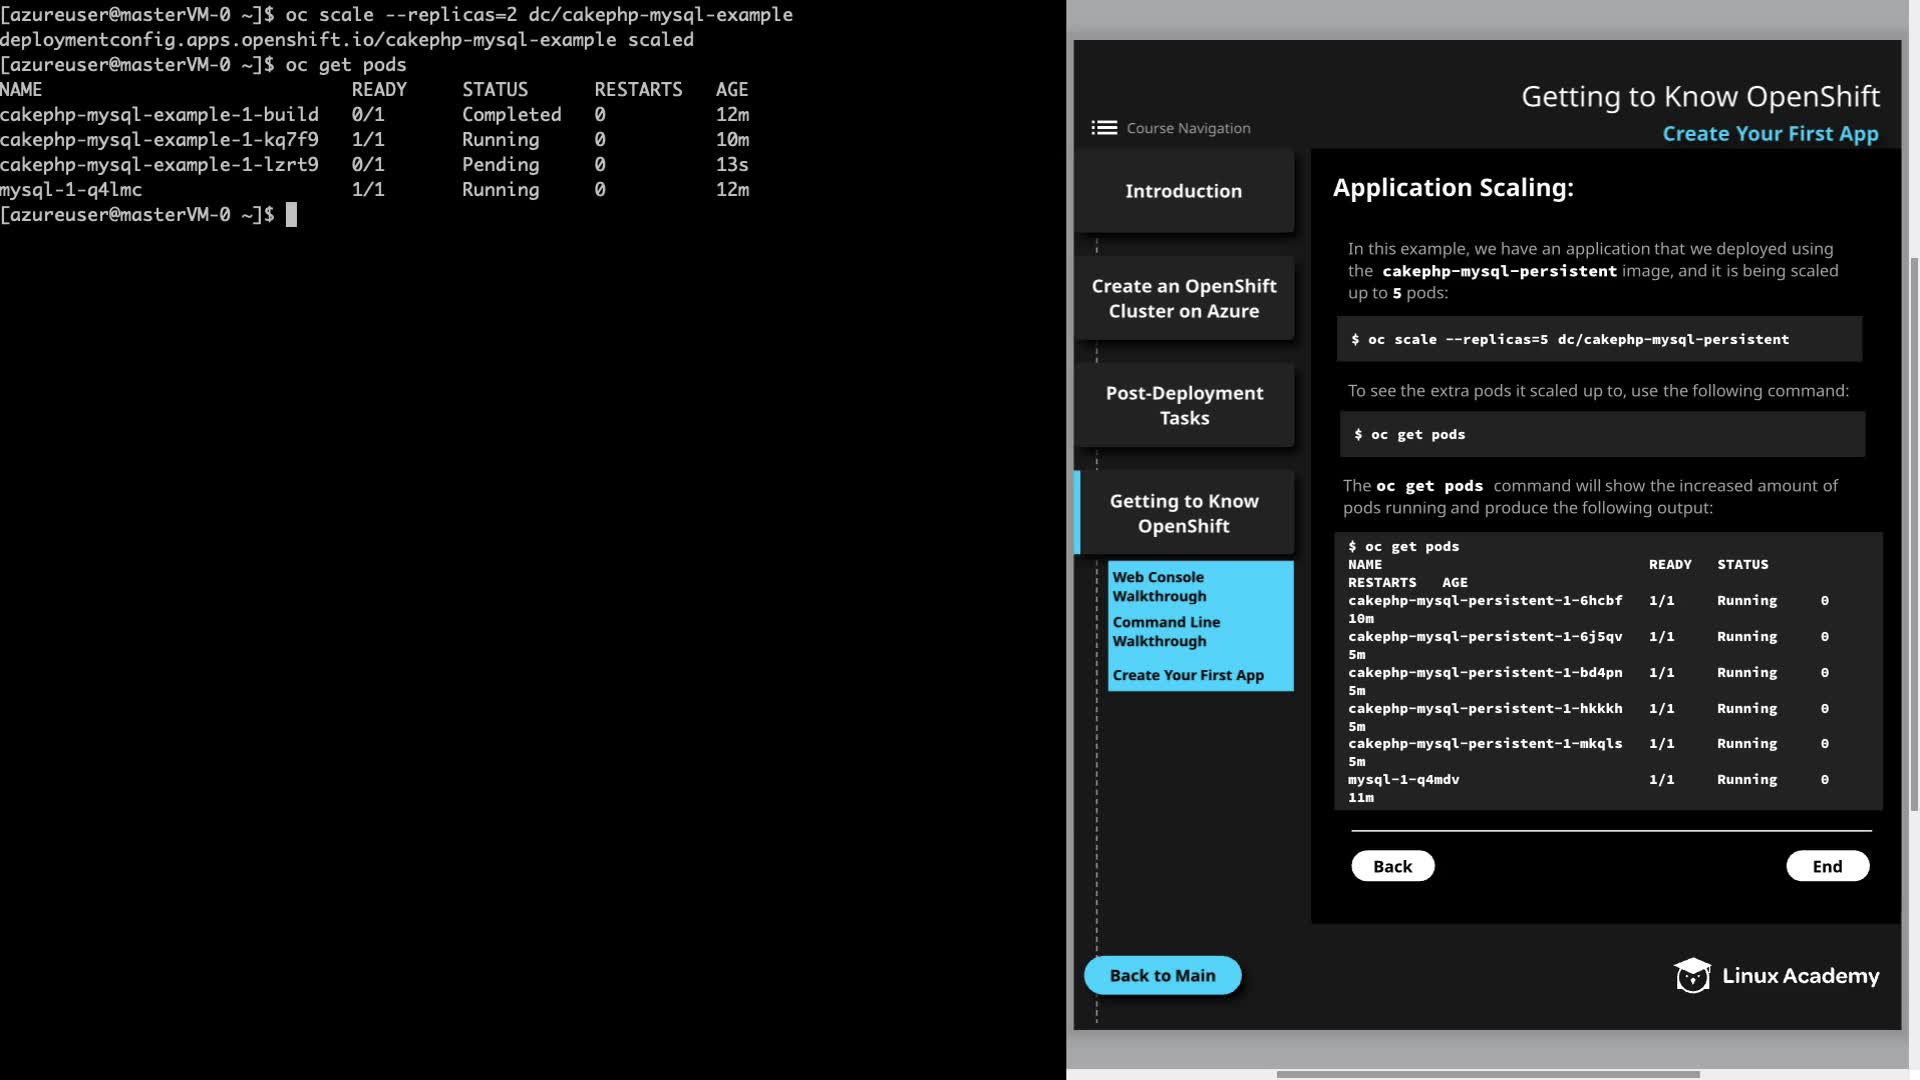 [azureuser@masterVM-0 ~]$ oc scale --replicas=2 dc/cakephp-mysql-example
deploymentconfig.apps.openshift.io/cakephp-mysql-example scaled
[azureuser@masterVM-0 ~]$ oc get pods
NAME READY STATUS RESTARTS AGE
cakephp-mysql-example-1-build 0/1 Completed 0 12m
cakephp-mysql-example-1-kq7f9 1/1 Running 0 10m
cakephp-mysql-example-1-lzrt9 0/1 Pending 0 13s
mysql-1-q4lmc 1/1 Running 0 12m
[azureuser@masterVM-0 ~]$
Getting to Know OpenShift
Create Your First App
Course Navigation
Introduction
Create an OpenShift
Cluster on Azure
Post-Deployment
Tasks
Getting to Know
OpenShift
Web Console
Walkthrough
Command Line
Walkthrough
Create Your First App
Back to Main
Application Scaling:
In this example, we have an application that we deployed using
the cakephp-mysql-persistent image, and it is being scaled
up to 5 pods:
$ oc scale --replicas=5 dc/cakephp-mysql-persistent
To see the extra pods it scaled up to, use the following command:
$ oc get pods
The oc get pods command will show the increased amount of
pods running and produce the following output:
$ oc get pods
NAME READY STATUS
RESTARTS AGE
cakephp-mysql-persistent-1-6hcbf 1/1 Running 0
10m
cakephp-mysql-persistent-1-6j5qv 1/1 Running 0
5m
cakephp-mysql-persistent-1-bd4pn 1/1 Running 0
5m
cakephp-mysql-persistent-1-hkkkh 1/1 Running 0
5m
cakephp-mysql-persistent-1-mkqls 1/1 Running 0
5m
mysql-1-q4mdv 1/1 Running 0
11m
Back
End
Linux Academy